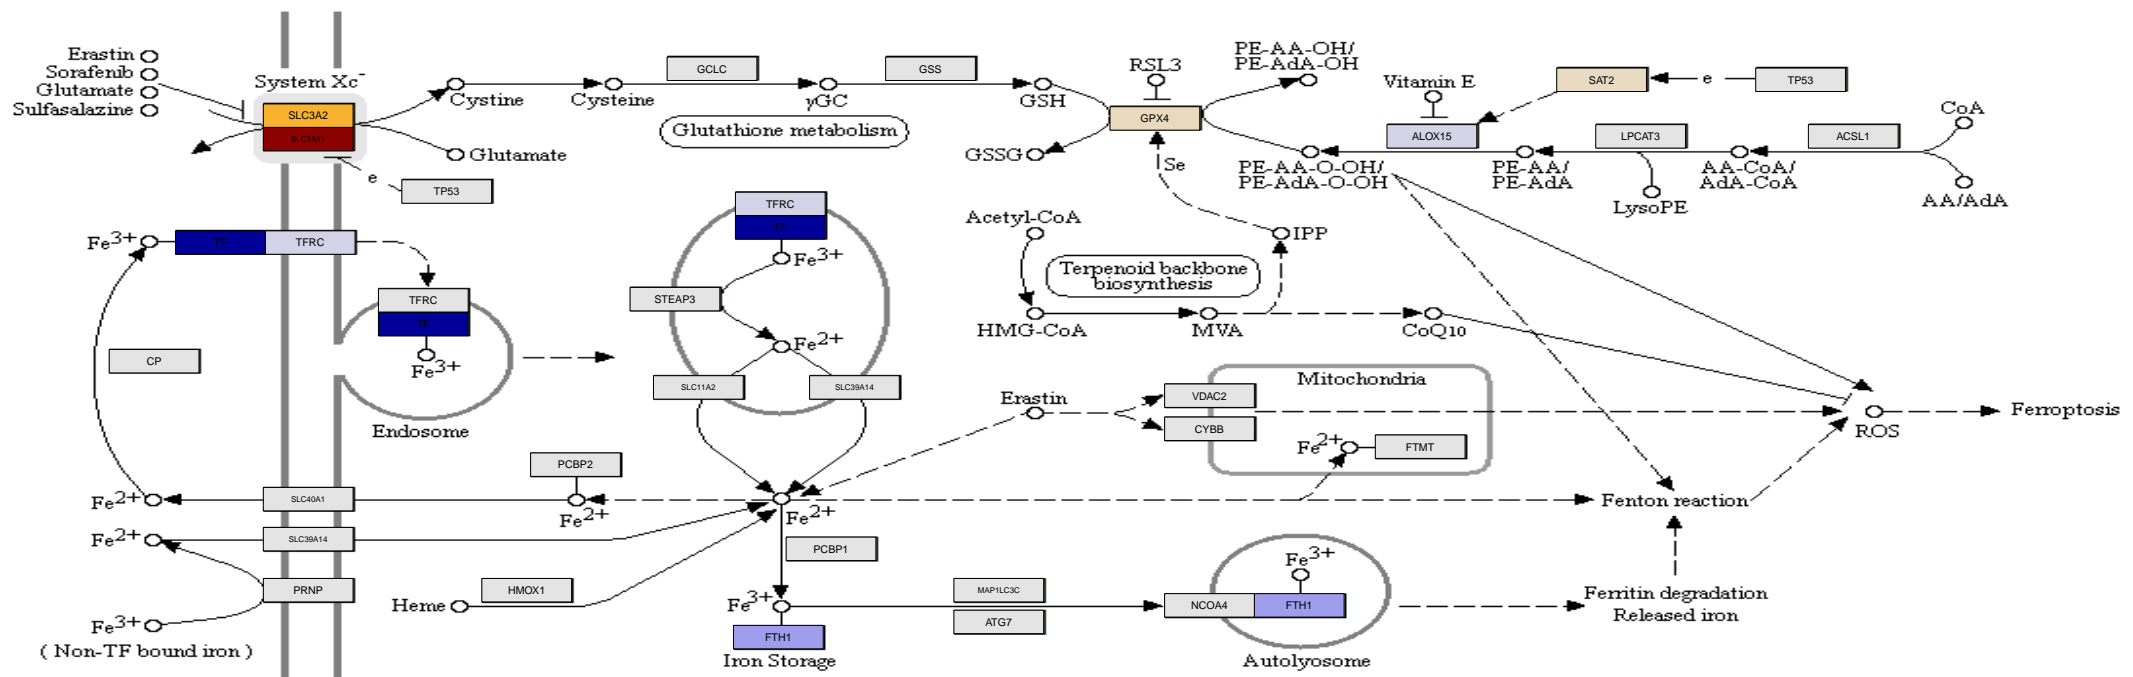 Erastin
Sorafenib
Glutamate
Sulfasalazine
System Xc-
SLC3A2
SLC7A11
Cystine
Glutamate
e
TP53
Cysteine
GCLC
γGC
GSS
GSH
GSSG
Glutathione metabolism
RSL3
GPX4
Se
PE-AA-OH/
PE-AdA-OH
PE-AA-O-OH/
PE-AdA-O-OH
Vitamin E
ALOX15
SAT2
e
TP53
PE-AA/
PE-AdA
LPCAT3
LysoPE
AA-CoA/
AdA-CoA
ACSL1
CoA
AA/AdA
Fe3+
TF
TFRC
TFRC
TF
Fe3+
Endosome
CP
TFRC
TF
Fe3+
STEAP3
Fe2+
SLC11A2
SLC39A14
Acetyl-CoA
HMG-CoA
Terpenoid backbone
biosynthesis
MVA
IPP
CoQ10
Erastin
VDAC2
CYBB
Mitochondria
Fe2+
FTMT
ROS
Ferroptosis
Fe2+
SLC40A1
PCBP2
Fe2+
Fe2+
Fenton reaction
Fe2+
SLC39A14
PRNP
Fe3+
( Non-TF bound iron )
Heme
HMOX1
PCBP1
Fe3+
FTH1
Iron Storage
MAP1LC3C
ATG7
NCOA4
FTH1
Fe3+
Autolyosome
Ferritin degradation
Released iron